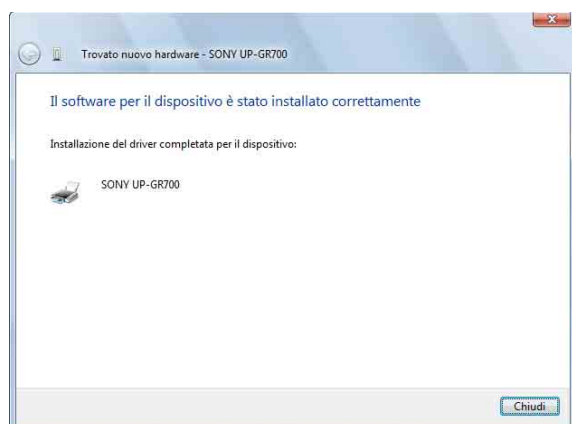 Trovato nuovo hardware - SONY UP-GR700
Il software per il dispositivo è stato installato correttamente
Installazione del driver completata per il dispositivo:
SONY UP-GR700
Chiudi